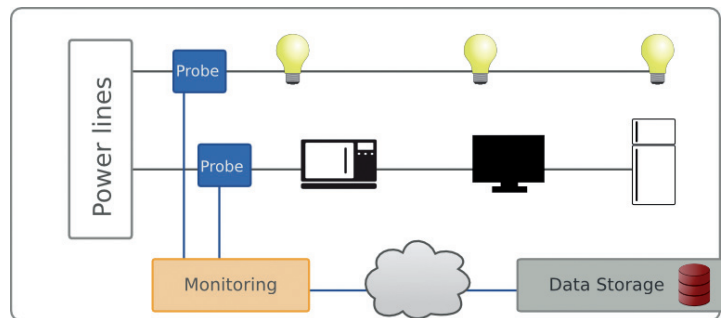 Power lines
Probe
Probe
Monitoring
Data Storage